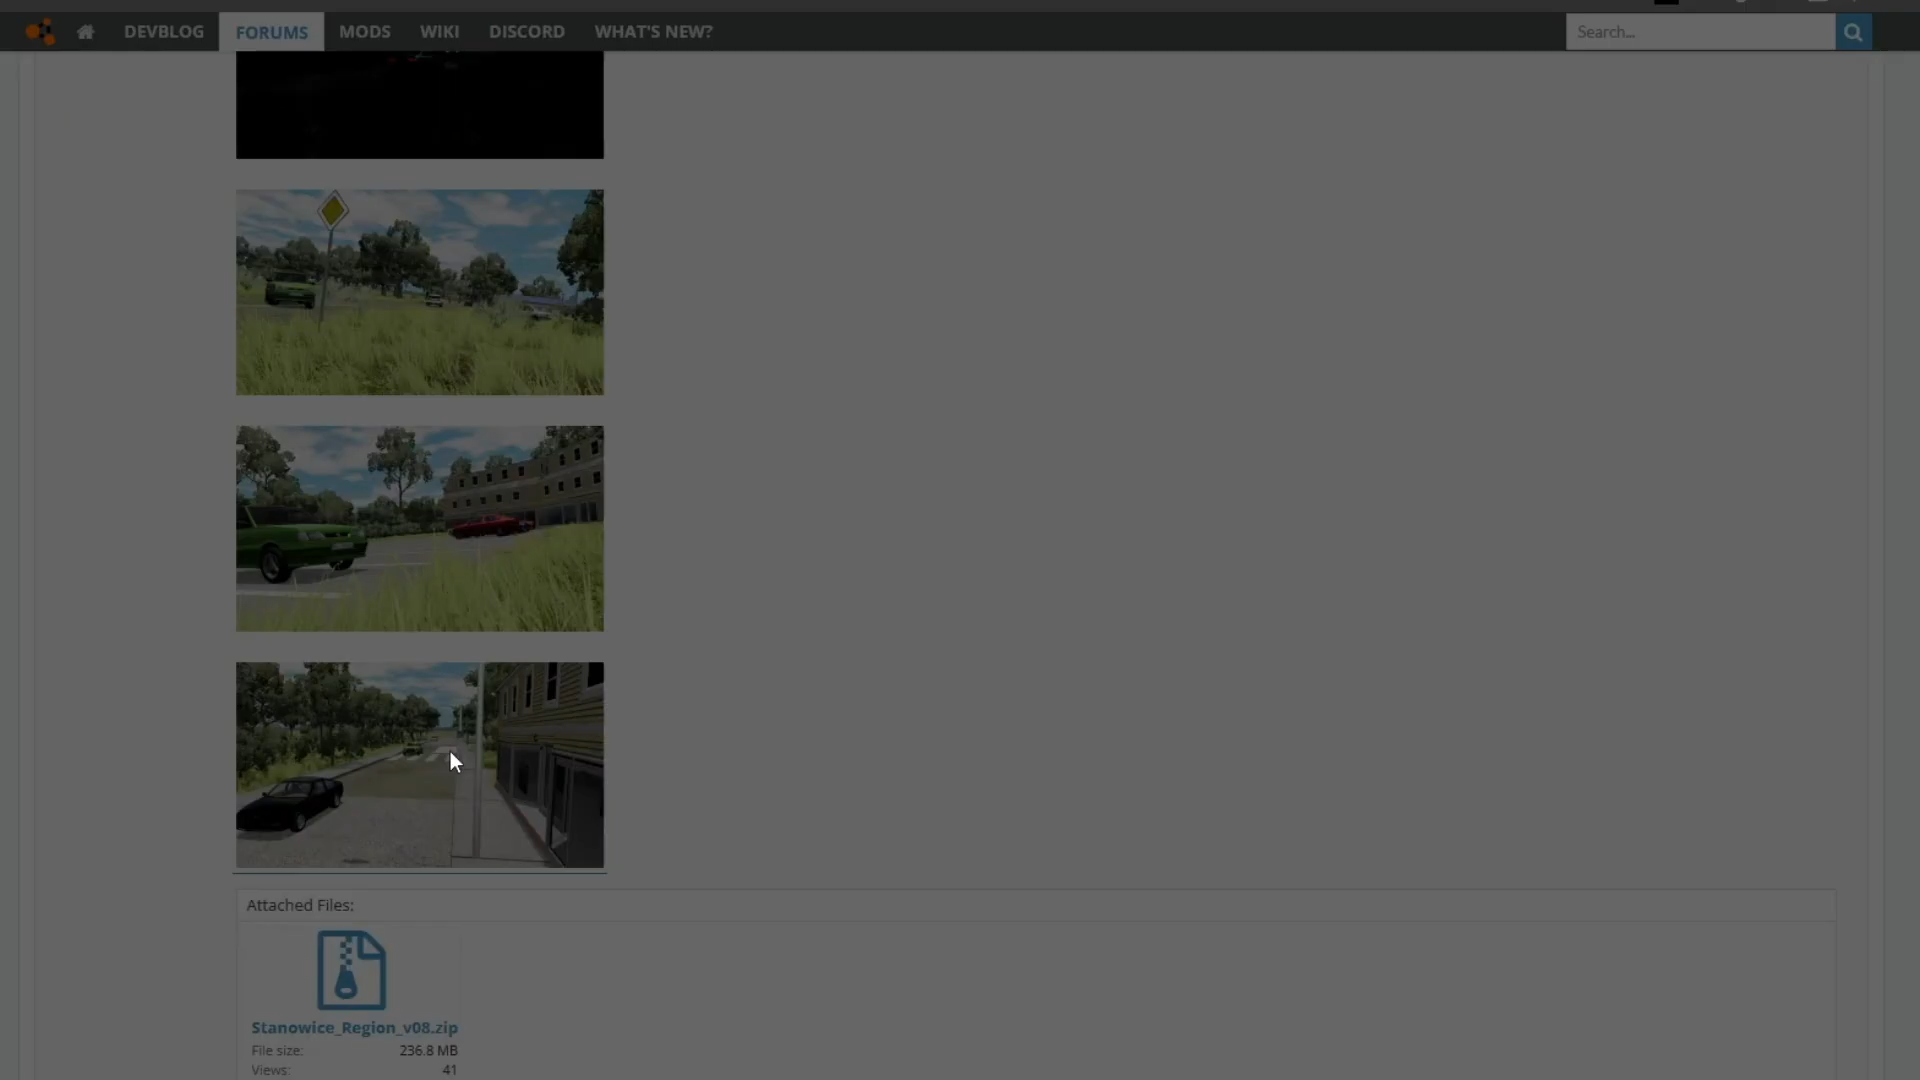 DEVBLOG FORUMS MODS WIKI DISCORD WHAT'S NEW? Search...
Attached Files:
Stanowice_Region_v08.zip
File size: 236.8 MB
Views: 41